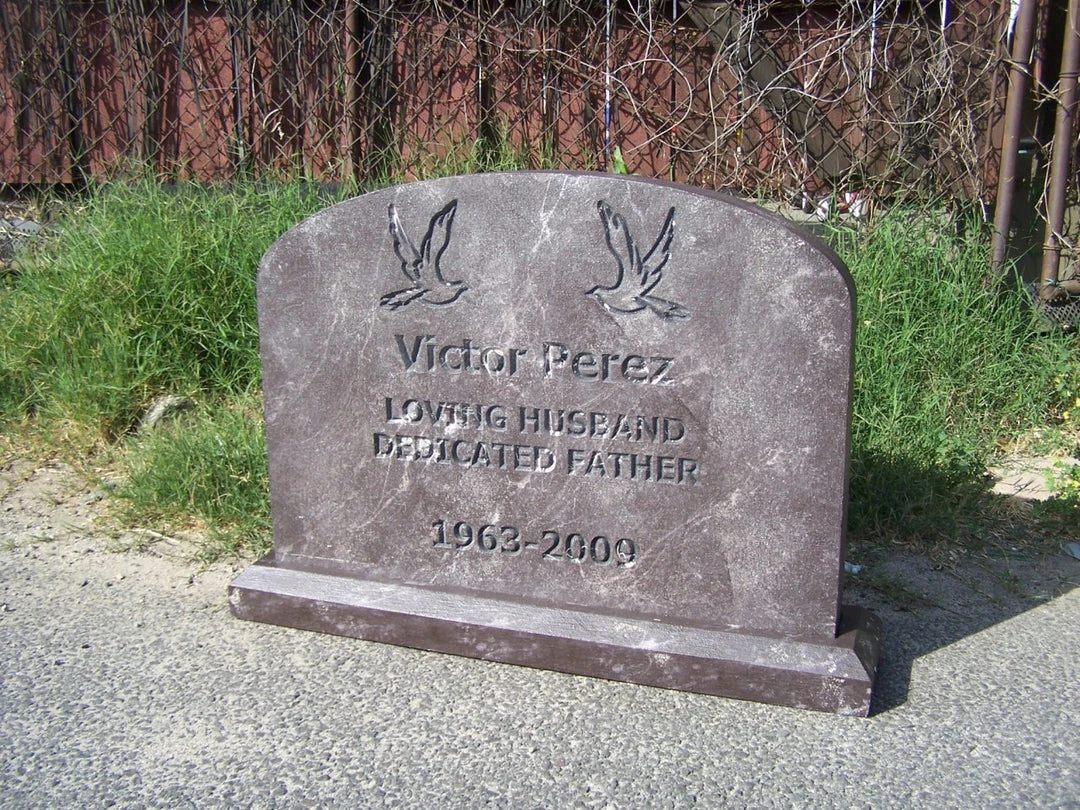 Victor Perez
LOVING HUSBAND
DEDICATED FATHER
1963-2009